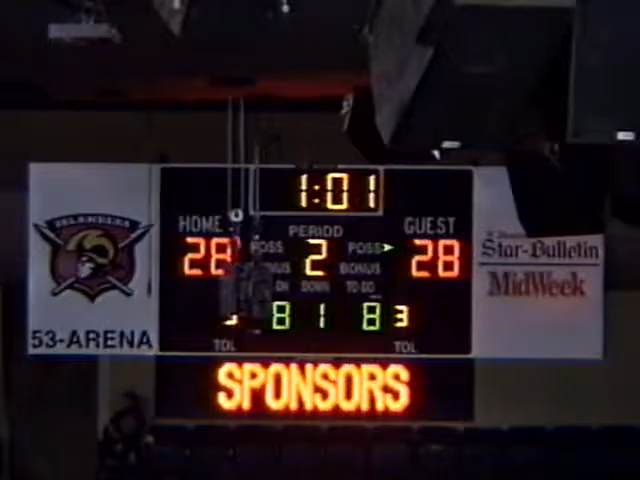 1:01
HOME PERIOD GUEST
28 POSS 2 POSS 28
BONUS
DOWN TO GO
8 1 8 3
TOL TOL
ISLANDERS
53-ARENA
Star-Bulletin
MidWeek
SPONSORS